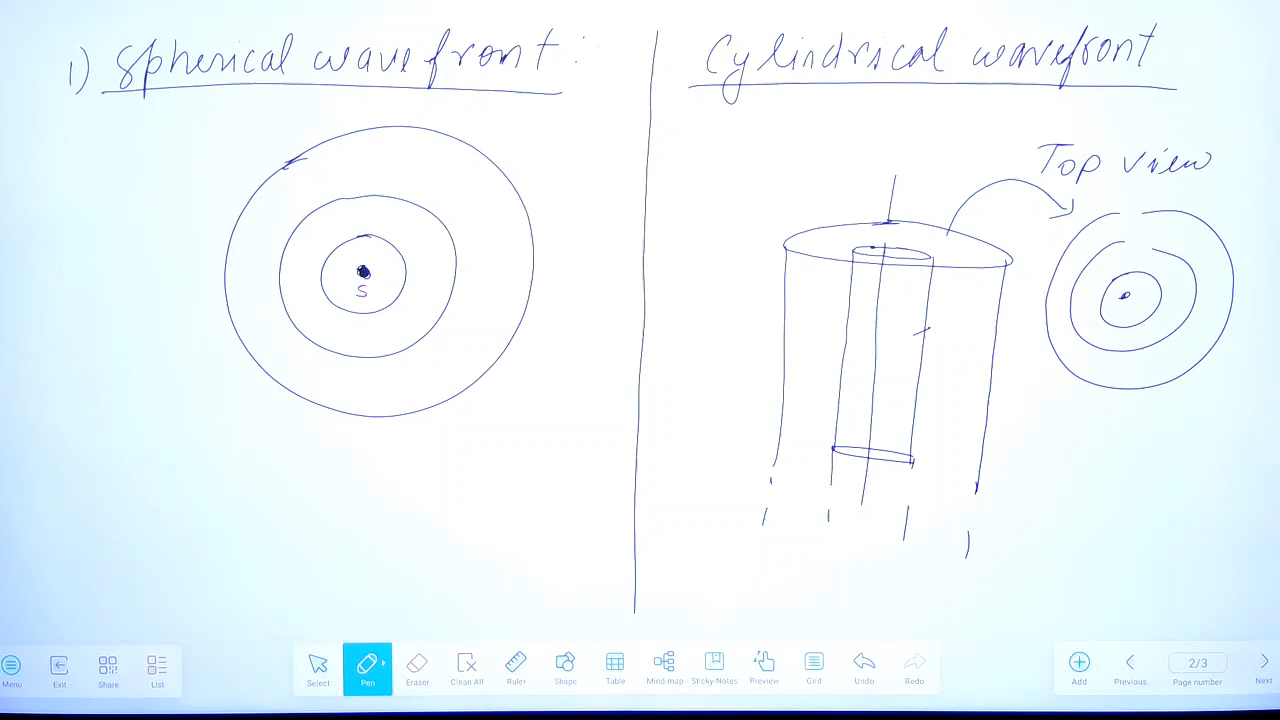 1) Spherical wavefront :
Cylindrical wavefront
Top view
S
Menu
Exit
Share
List
Select
Pen
Eraser
Clean All
Ruler
Shape
Table
Mind map
Sticky-Notes
Preview
Grid
Undo
Redo
Add
Previous
2/3
Page number
Next